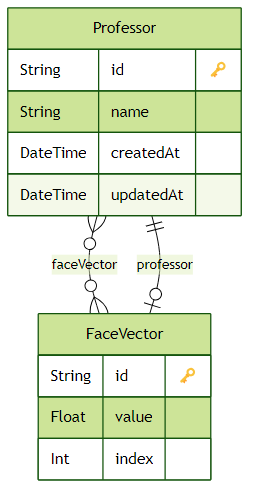 Professor
String id 🔑
String name
DateTime createdAt
DateTime updatedAt
faceVector professor
FaceVector
String id 🔑
Float value
Int index